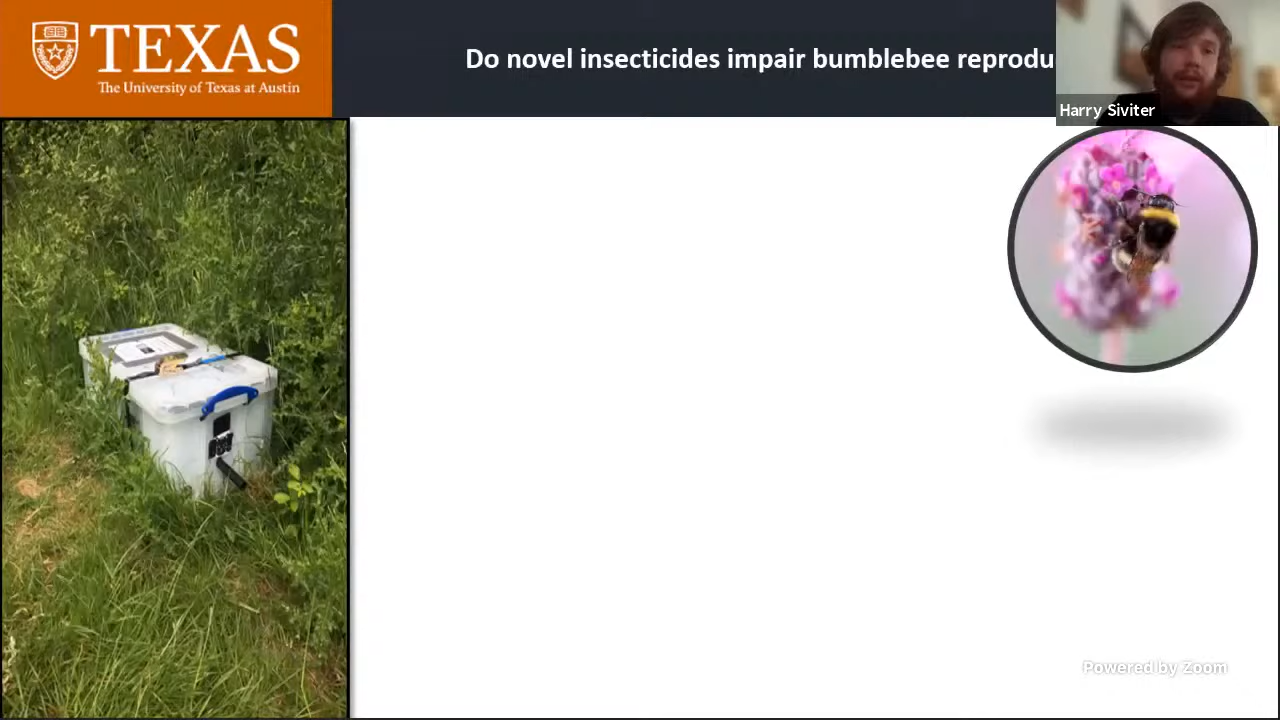 TEXAS
The University of Texas at Austin
Do novel insecticides impair bumblebee reprodu
Harry Siviter
Powered by Zoom